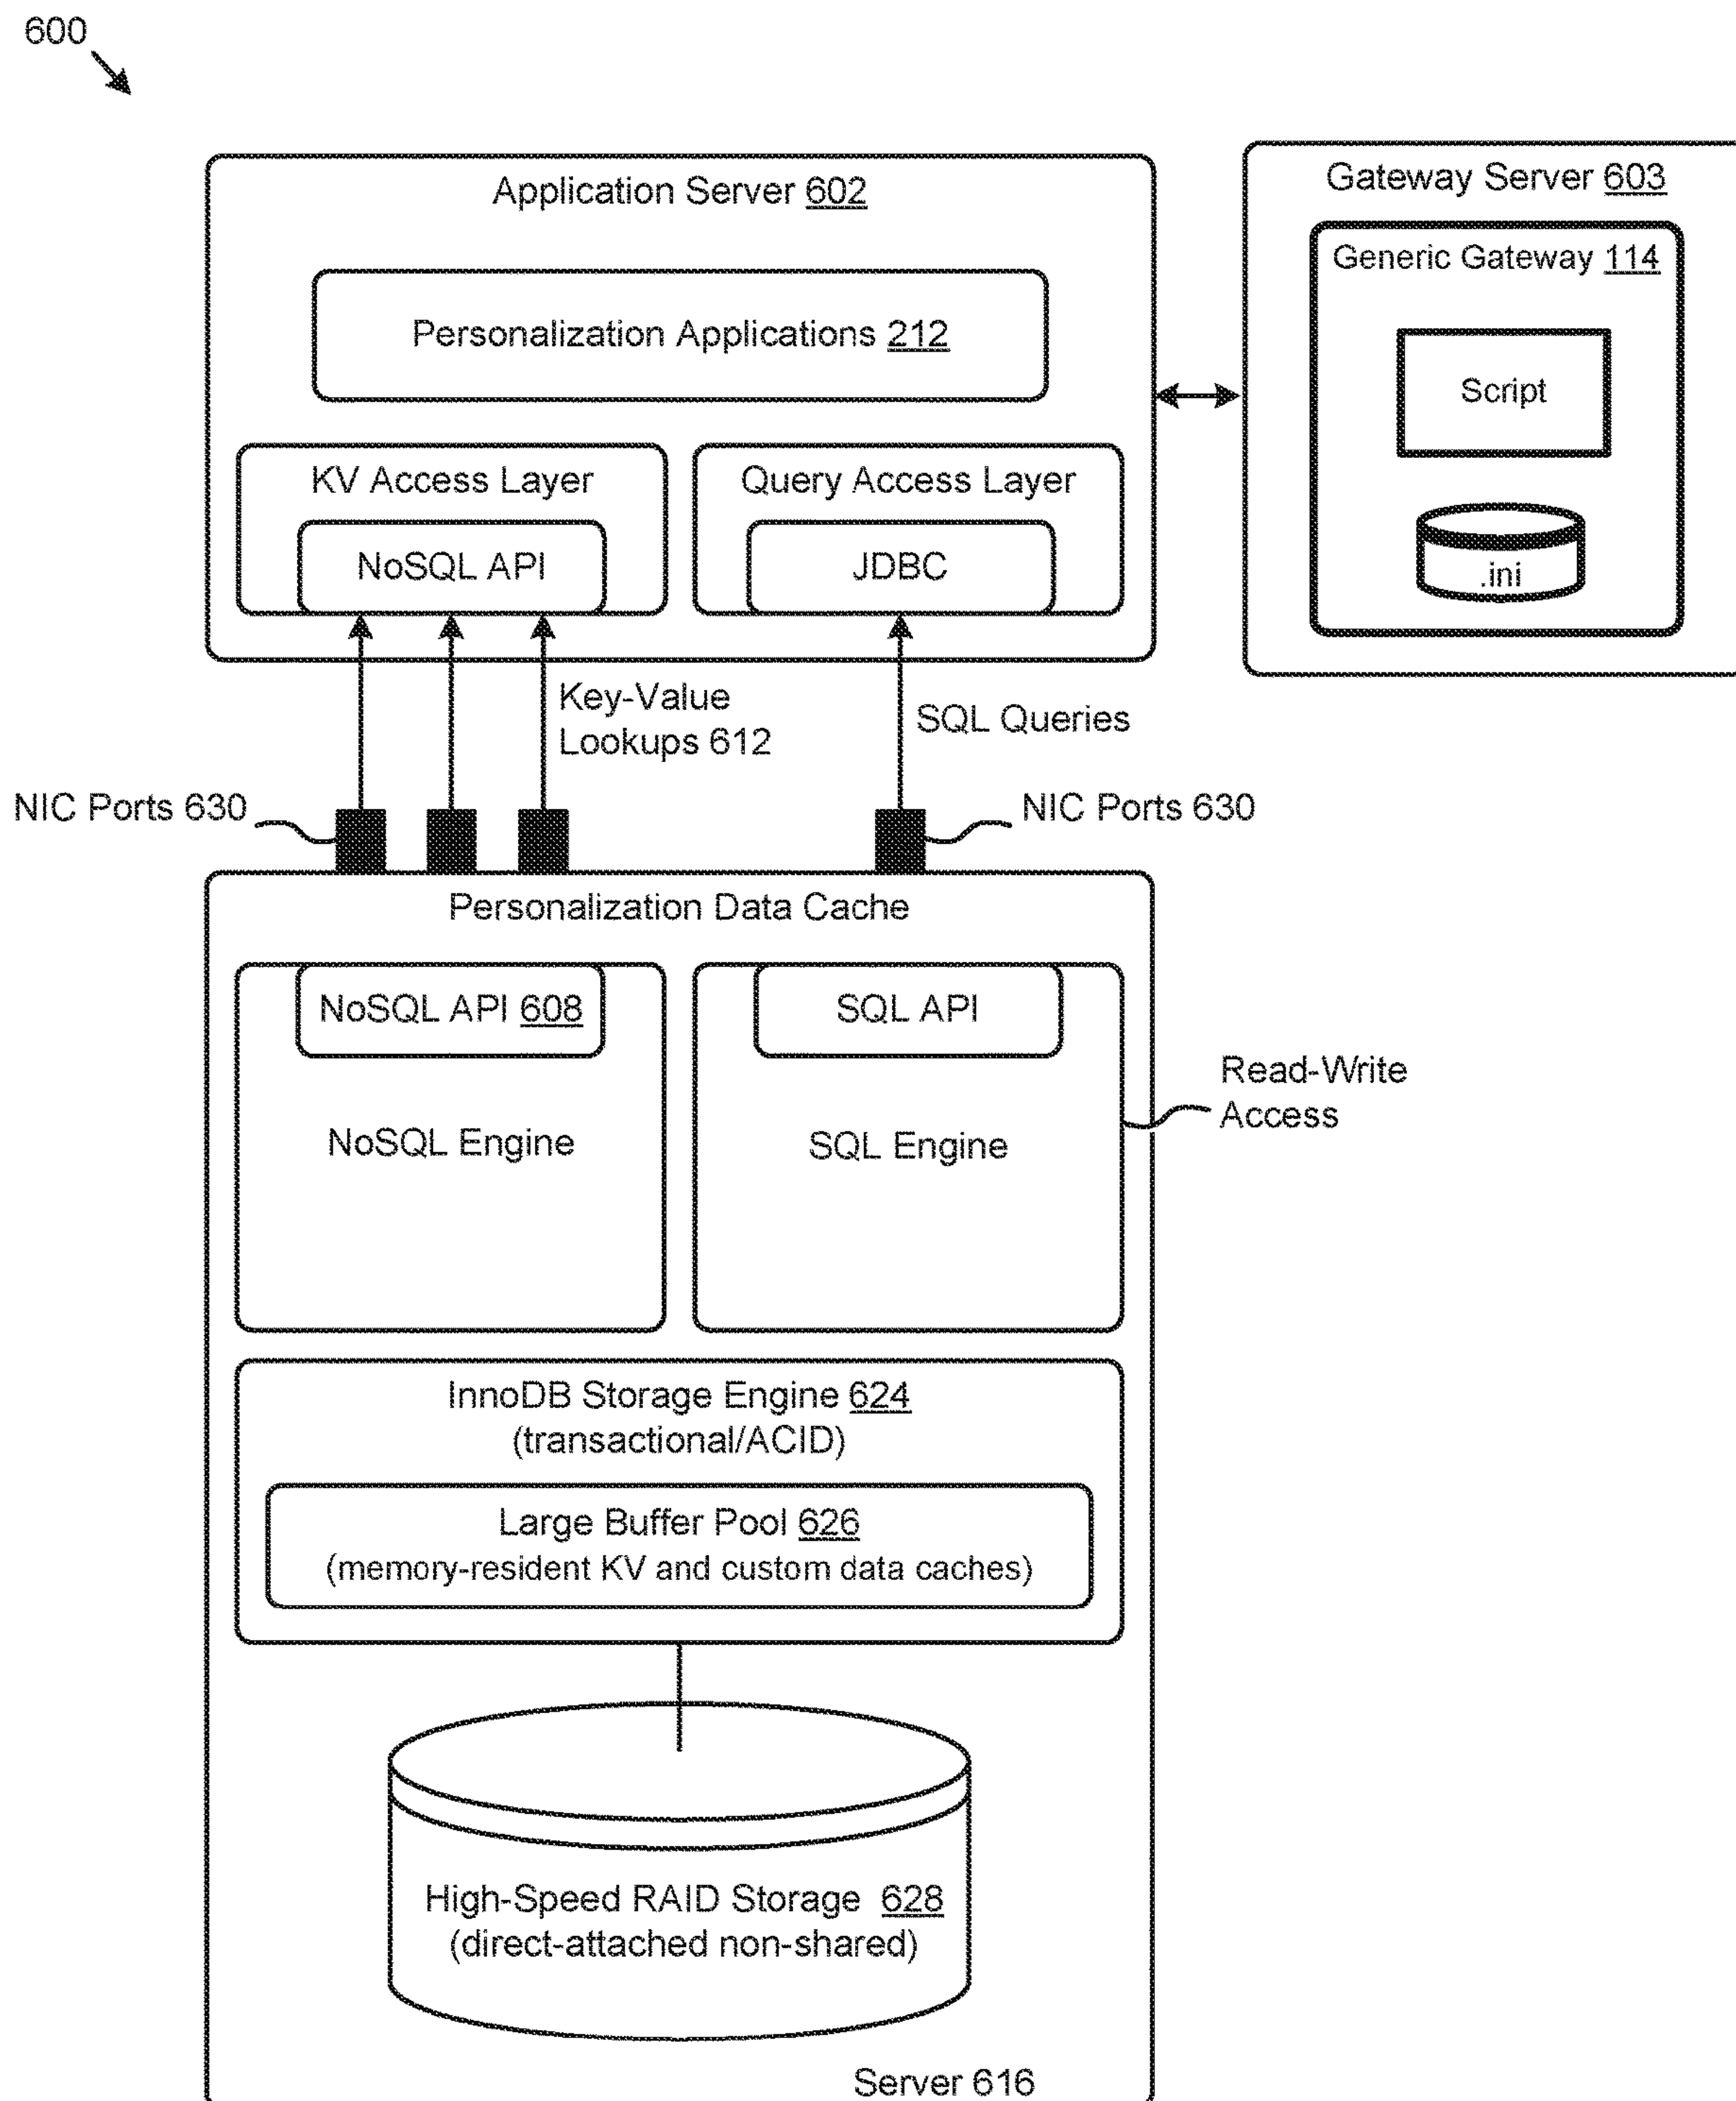 600
Application Server 602
Gateway Server 603
Generic Gateway 114
Personalization Applications 212
Script
KV Access Layer
Query Access Layer
NoSQL API
JDBC
.ini
Key-Value
Lookups 612
SQL Queries
NIC Ports 630
NIC Ports 630
Personalization Data Cache
NoSQL API 608
SQL API
Read-Write
Access
NoSQL Engine
SQL Engine
InnoDB Storage Engine 624
(transactional/ACID)
Large Buffer Pool 626
(memory-resident KV and custom data caches)
High-Speed RAID Storage 628
(direct-attached non-shared)
Server 616